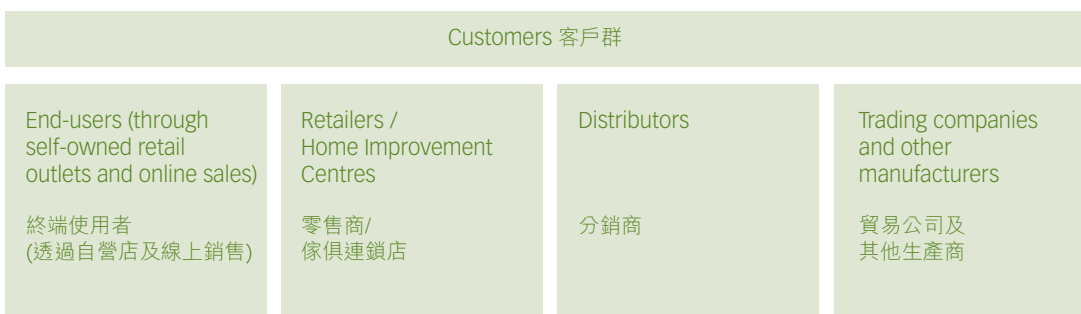 Customers 客戶群
End-users (through
self-owned retail
outlets and online sales)
終端使用者
(透過自營店及線上銷售)
Retailers /
Home Improvement
Centres
零售商/
傢俱連鎖店
Distributors
分銷商
Trading companies
and other
manufacturers
貿易公司及
其他生產商